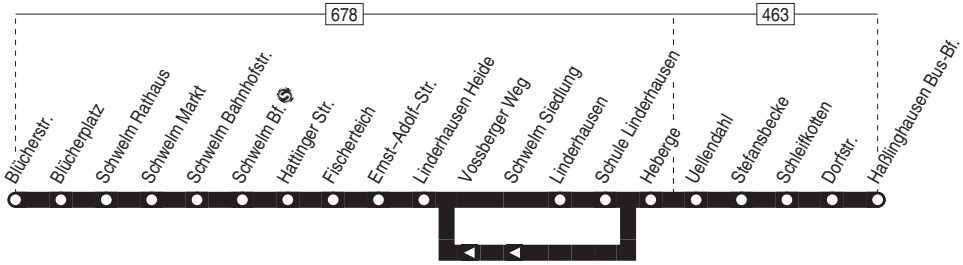 678
463
Blücherstr.
Blücherplatz
Schwelm Rathaus
Schwelm Markt
Schwelm Bahnhofstr.
Schwelm Bf. S
Hattinger Str.
Fischerteich
Ernst-Adolf-Str.
Linderhausen Heide
Vossberger Weg
Schwelm Siedlung
Linderhausen
Schule Linderhausen
Heberge
Uellendahl
Stefansbecke
Schleifkotten
Dorfstr.
Haßlinghausen Bus-Bf.